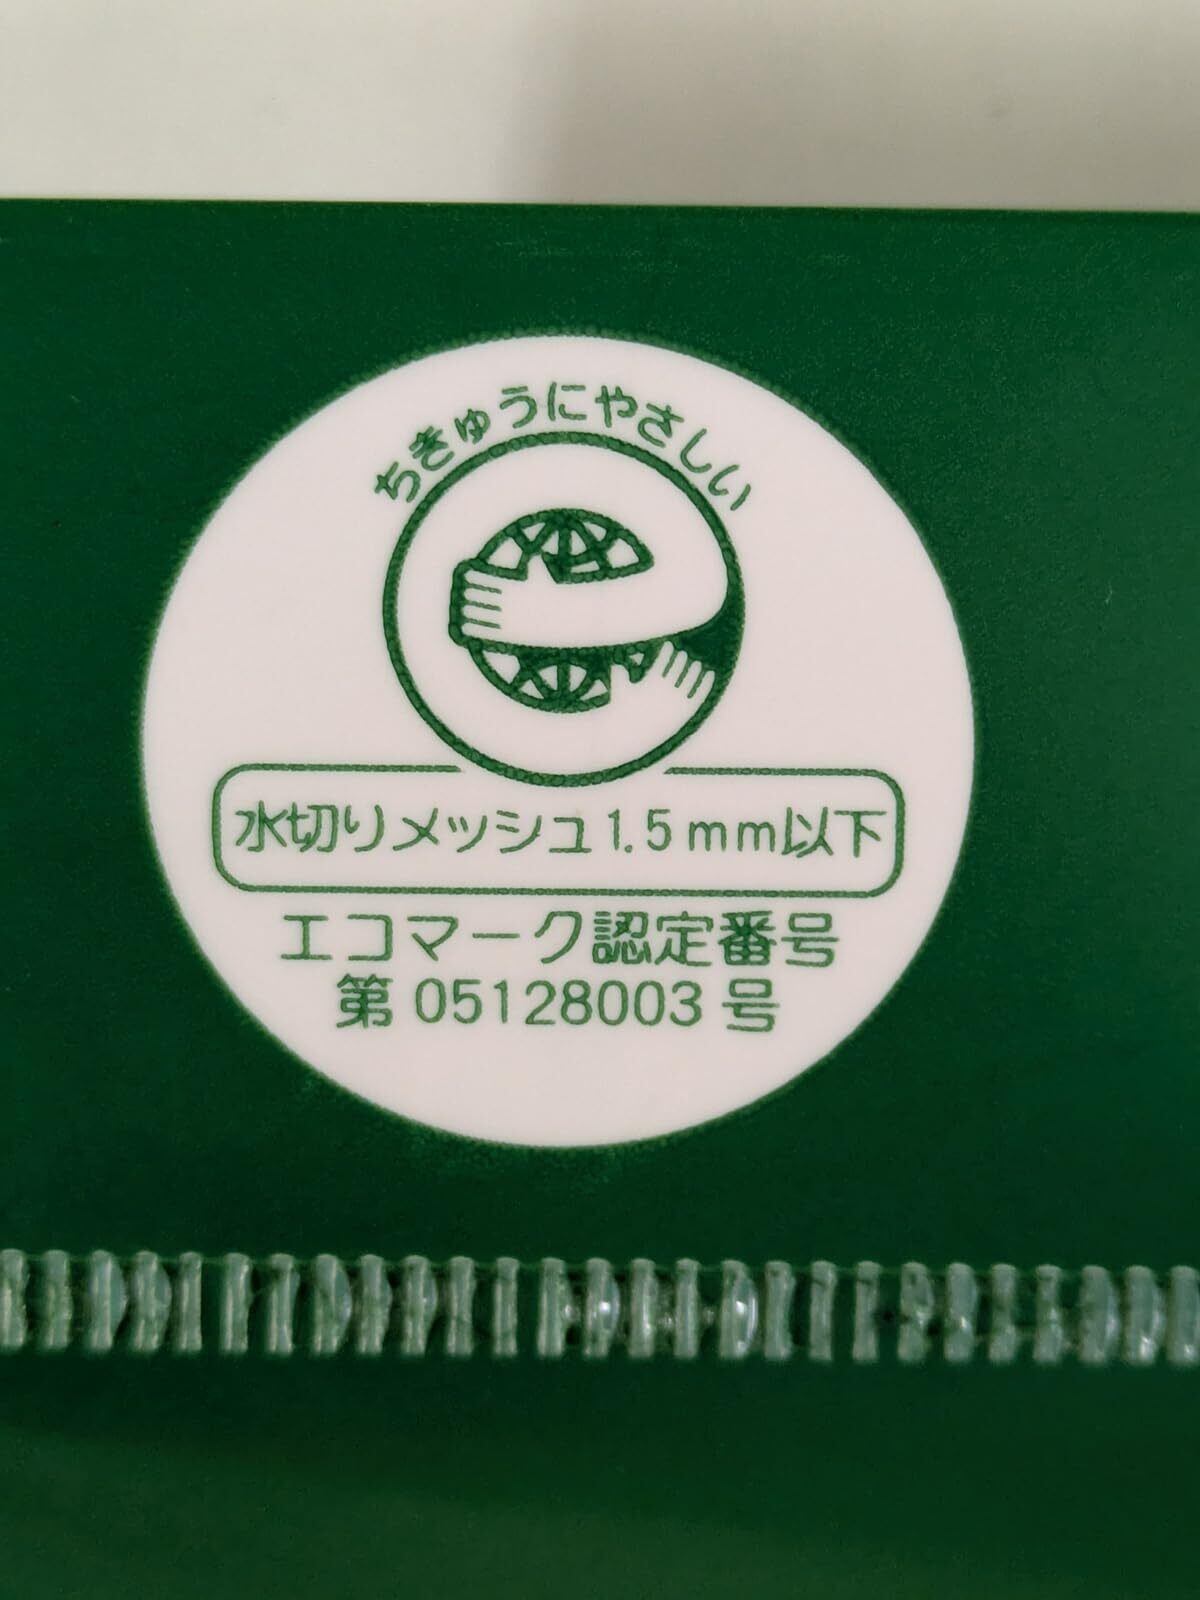 ちきゅうにやさしい
水切りメッシュ1.5mm以下
エコマーク認定番号
第 05128003 号